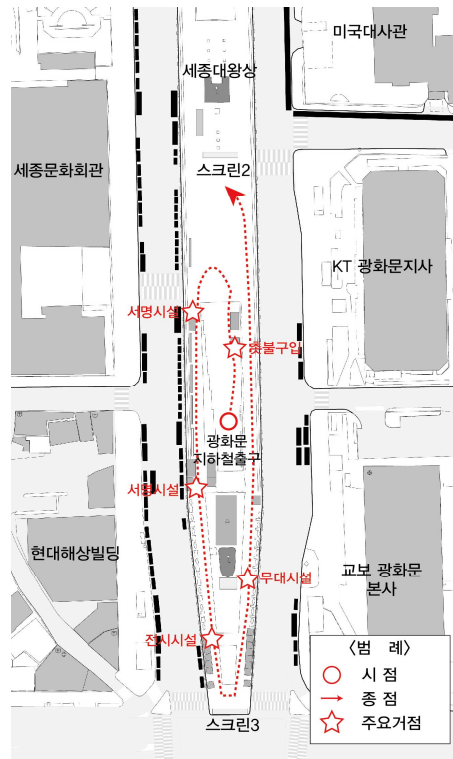 미국대사관
세종대왕상
세종문화회관
스크린2
KT 광화문지사
서명시설
촛불구입
광화문
지하철출구
서명시설
현대해상빌딩
무대시설
교보 광화문
본사
전시시설
스크린3
<범 례>
시 점
종 점
주요거점